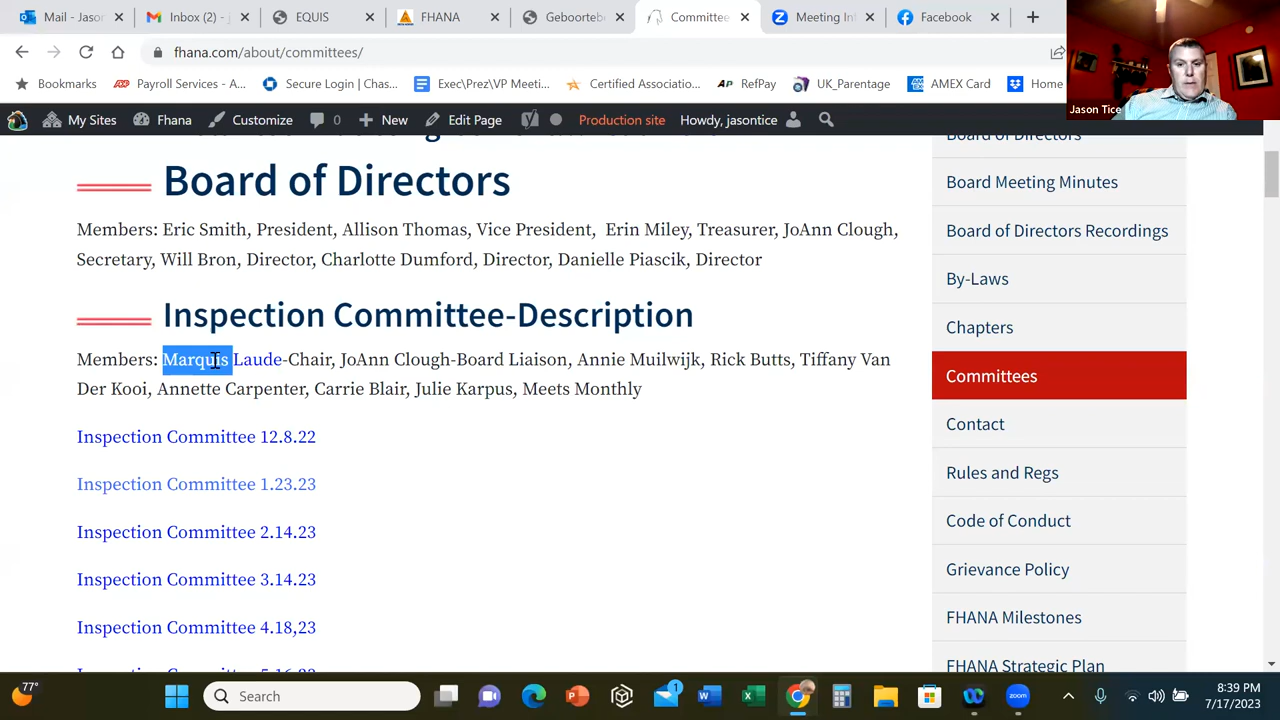 Mail - Jason
Inbox (2) - j
EQUIS
FHANA
Geboorteb
Committee
Meeting
Facebook
fhana.com/about/committees/
Bookmarks
Payroll Services - A...
Secure Login | Chas...
Exec\Prez\VP Meeti...
Certified Associatio...
RefPay
UK_Parentage
AMEX Card
Home
Jason Tice
My Sites
Fhana
Customize
0
New
Edit Page
Production site
Howdy, jasontice
Board of Directors
Members: Eric Smith, President, Allison Thomas, Vice President, Erin Miley, Treasurer, JoAnn Clough,
Secretary, Will Bron, Director, Charlotte Dumford, Director, Danielle Piascik, Director
Inspection Committee-Description
Members: Marquis Laude-Chair, JoAnn Clough-Board Liaison, Annie Muilwijk, Rick Butts, Tiffany Van
Der Kooi, Annette Carpenter, Carrie Blair, Julie Karpus, Meets Monthly
Inspection Committee 12.8.22
Inspection Committee 1.23.23
Inspection Committee 2.14.23
Inspection Committee 3.14.23
Inspection Committee 4.18,23
Board of Directors
Board Meeting Minutes
Board of Directors Recordings
By-Laws
Chapters
Committees
Contact
Rules and Regs
Code of Conduct
Grievance Policy
FHANA Milestones
FHANA Strategic Plan
77°
Search
1
8:39 PM
7/17/2023